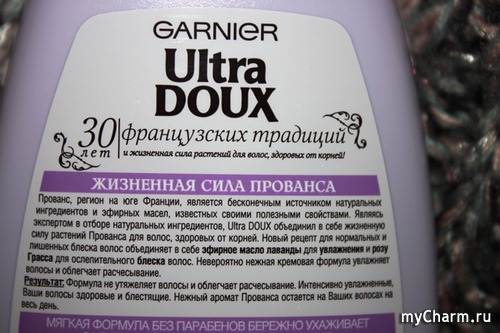 GARNIER
Ultra
DOUX
30 французских традиций
лет и жизненная сила растений для волос, здоровых от корней!
ЖИЗНЕННАЯ СИЛА ПРОВАНСА
Прованс, регион на юге Франции, является бесконечным источником натуральных
ингредиентов и эфирных масел, известных своими полезными свойствами. Являясь
экспертом в отборе натуральных ингредиентов, Ultra DOUX объединил в себе жизненную
силу растений Прованса для волос, здоровых от корней. Новый рецепт для нормальных и
лишенных блеска волос объединяет в себе эфирное масло лаванды для увлажнения и розу
Грасса для ослепительного блеска волос. Невероятно нежная кремовая формула увлажняет
волосы и облегчает расчесывание.
Результат: Формула не утяжеляет волосы и облегчает расчесывание. Интенсивно увлажненные,
Ваши волосы здоровые и блестящие. Нежный аромат Прованса остается на Ваших волосах на
весь день.
МЯГКАЯ ФОРМУЛА БЕЗ ПАРАБЕНОВ БЕРЕЖНО УХАЖИВАЕТ
myCharm.ru